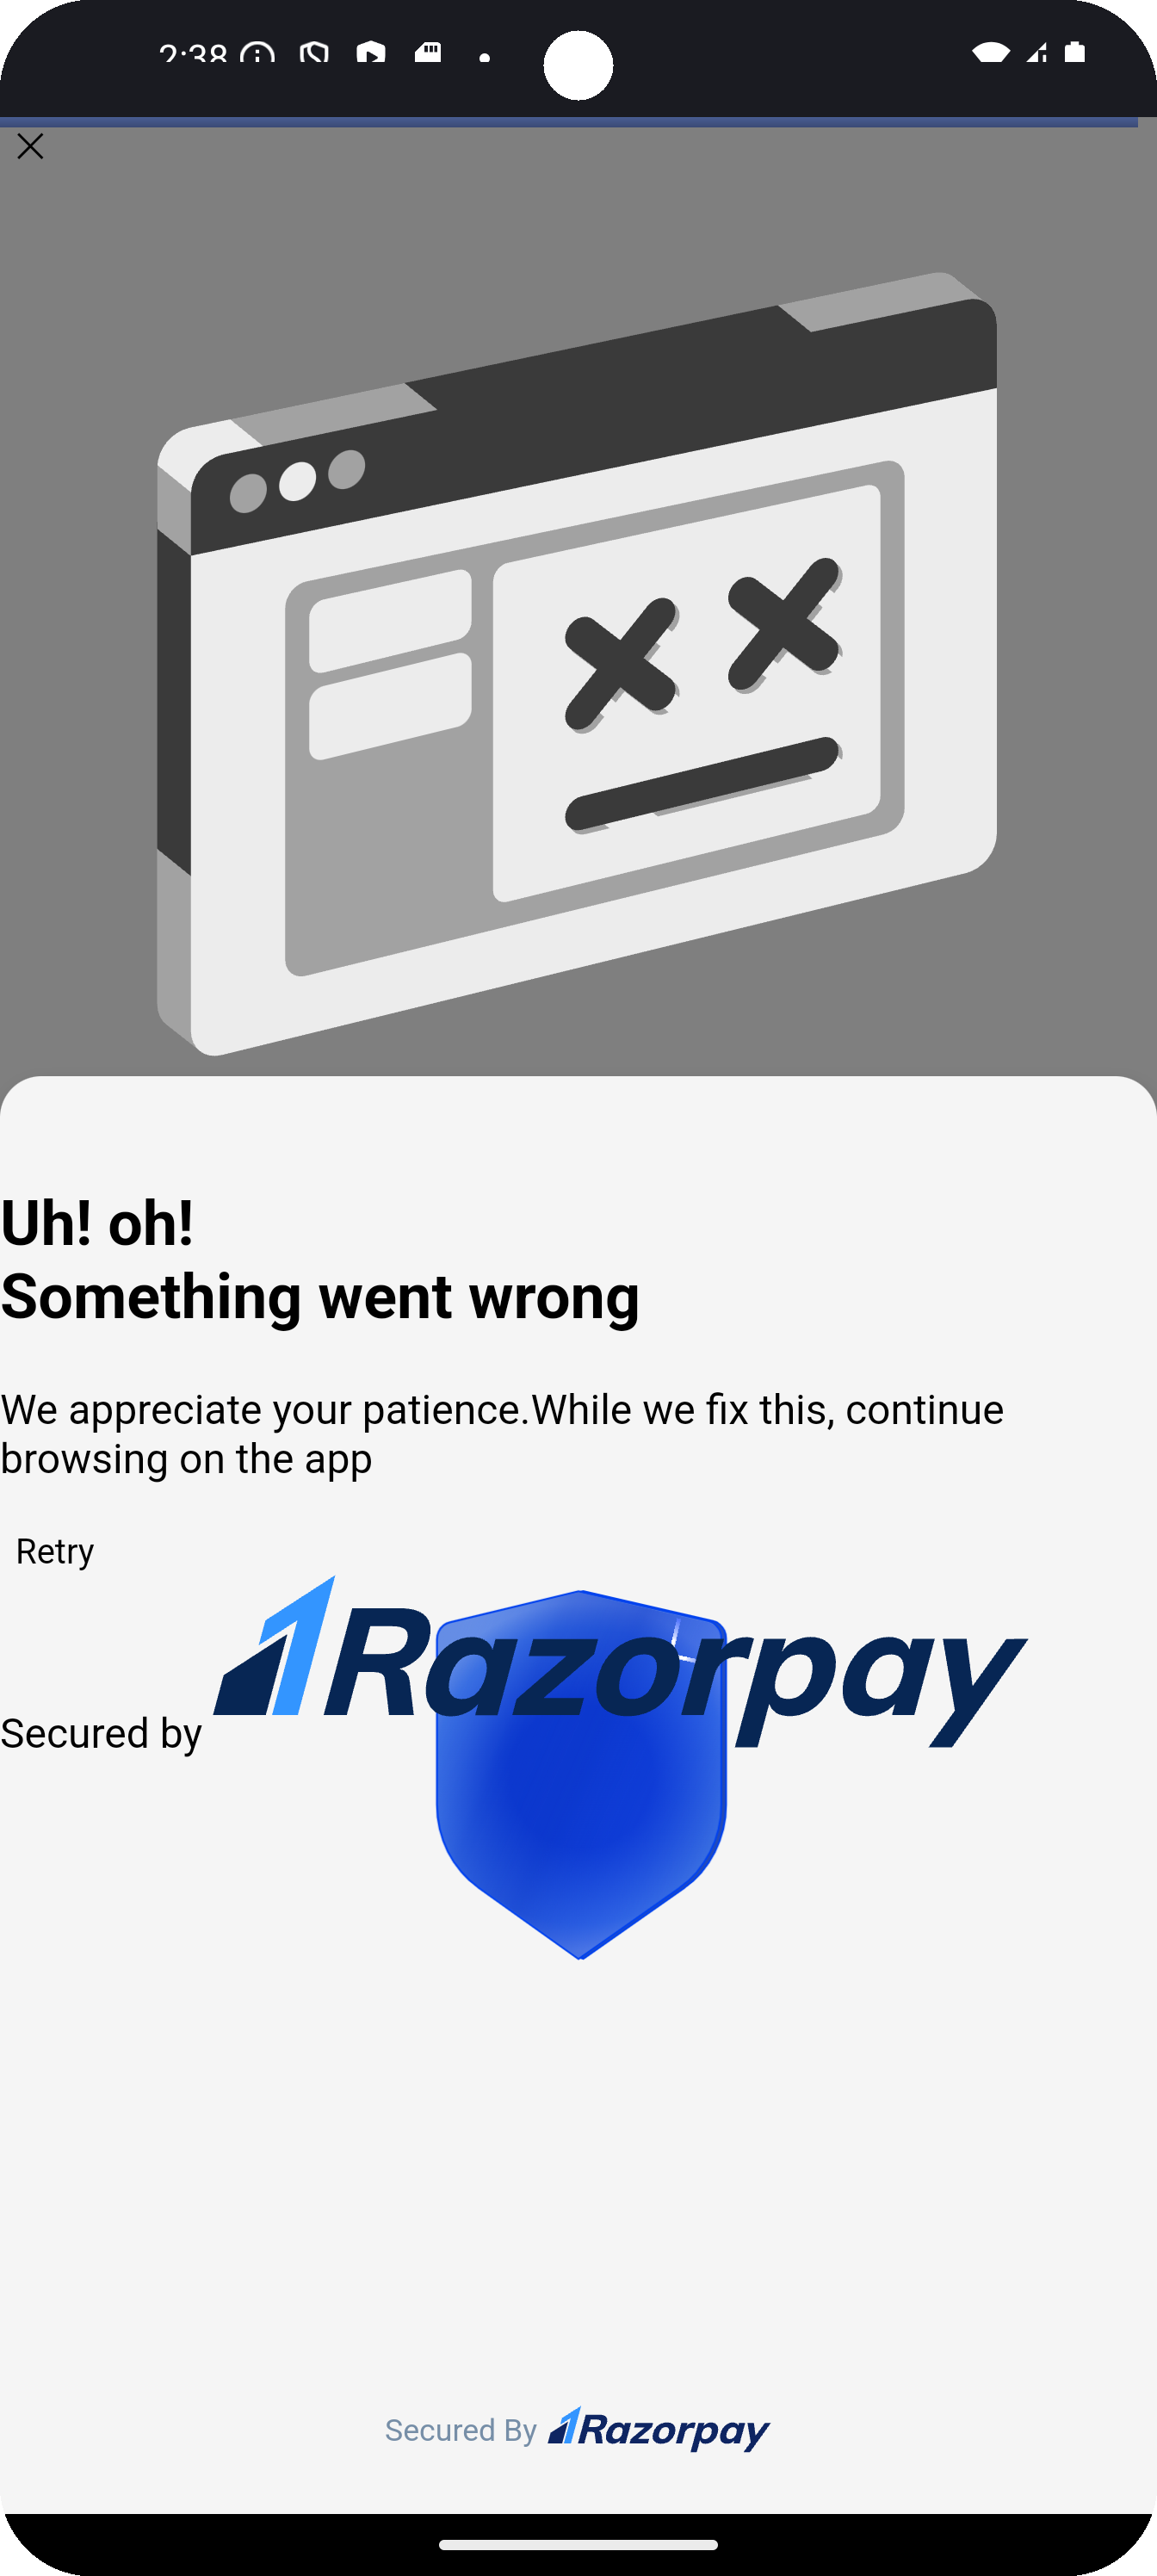 2:38
Uh! oh!
Something went wrong
We appreciate your patience.While we fix this, continue
browsing on the app
Retry
Secured by Razorpay
Secured By Razorpay